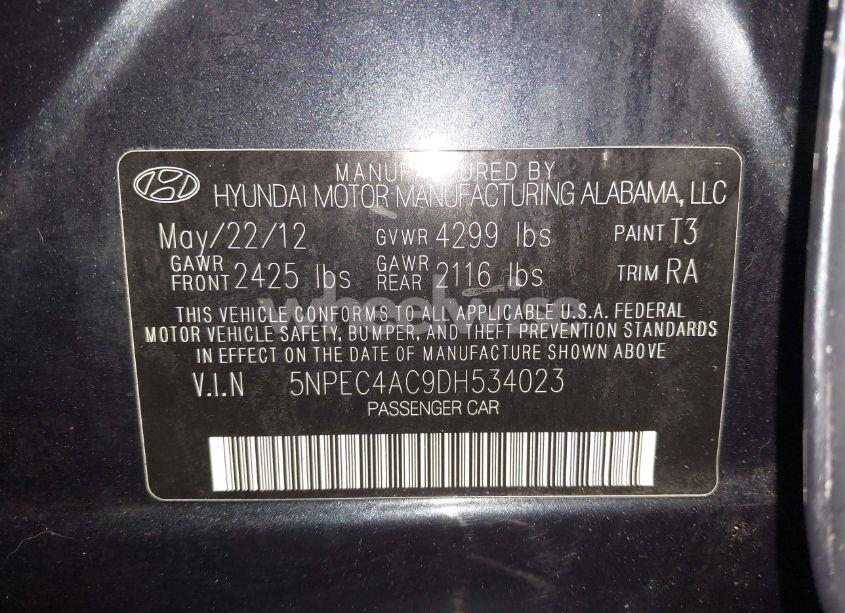 MANUFACTURED BY
HYUNDAI MOTOR MANUFACTURING ALABAMA, LLC
May/22/12 GVWR 4299 lbs PAINT T3
GAWR FRONT 2425 lbs GAWR REAR 2116 lbs TRIM RA
THIS VEHICLE CONFORMS TO ALL APPLICABLE U.S.A. FEDERAL
MOTOR VEHICLE SAFETY, BUMPER, AND THEFT PREVENTION STANDARDS
IN EFFECT ON THE DATE OF MANUFACTURE SHOWN ABOVE
V.I.N 5NPEC4AC9DH534023
PASSENGER CAR